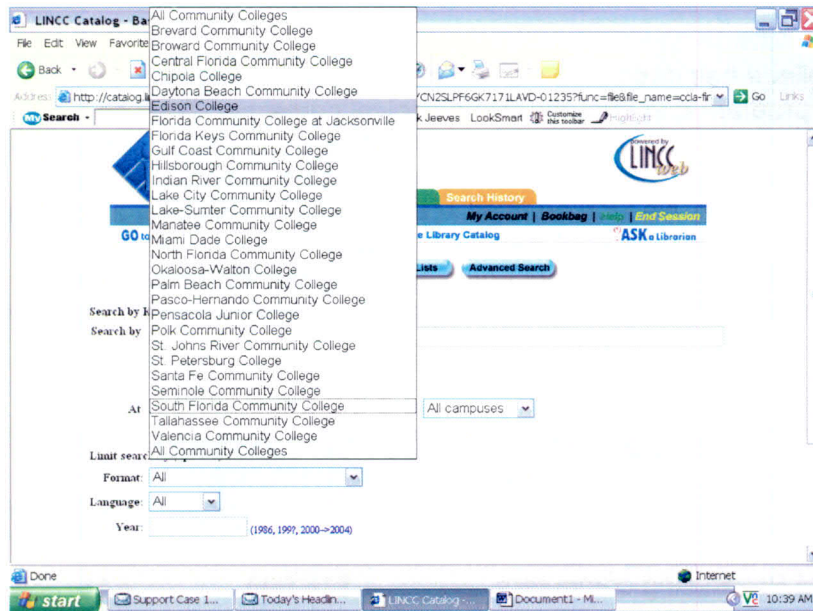 LINCC Catalog - Ba
File Edit View Favorite
Back
Address http://catalog.li
/CN2SLPF6GK7171LAVD-01235?func=file&file_name=ccla-fir
Go Links
My Search
k Jeeves LookSmart Customize this toolbar Highlight
All Community Colleges
Brevard Community College
Broward Community College
Central Florida Community College
Chipola College
Daytona Beach Community College
Edison College
Florida Community College at Jacksonville
Florida Keys Community College
Gulf Coast Community College
Hillsborough Community College
Indian River Community College
Lake City Community College
Lake-Sumter Community College
Manatee Community College
Miami Dade College
North Florida Community College
Okaloosa-Walton College
Palm Beach Community College
Pasco-Hernando Community College
Pensacola Junior College
Polk Community College
St. Johns River Community College
St. Petersburg College
Santa Fe Community College
Seminole Community College
South Florida Community College
Tallahassee Community College
Valencia Community College
All Community Colleges
powered by
LINCC web
Search History
My Account | Bookbag | Help | End Session
GO to
e Library Catalog
ASK a Librarian
Lists Advanced Search
Search by K
Search by
At
All campuses
Limit searc
Format: All
Language: All
Year: (1986, 199?, 2000->2004)
Done
Internet
start Support Case 1... Today's Headlin... LINCC Catalog -... Document1 - Mi... 10:39 AM